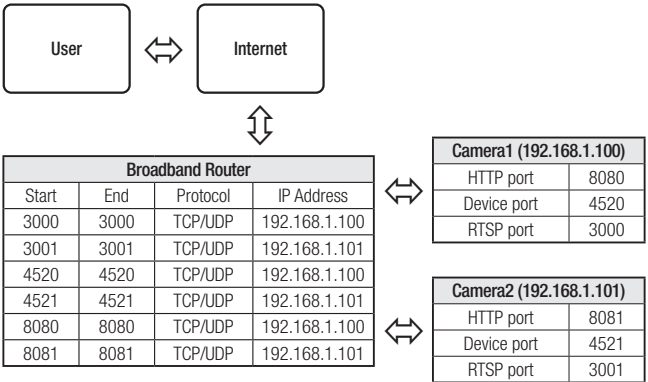 User
Internet
Broadband Router
Start End Protocol IP Address
3000 3000 TCP/UDP 192.168.1.100
3001 3001 TCP/UDP 192.168.1.101
4520 4520 TCP/UDP 192.168.1.100
4521 4521 TCP/UDP 192.168.1.101
8080 8080 TCP/UDP 192.168.1.100
8081 8081 TCP/UDP 192.168.1.101
Camera1 (192.168.1.100)
HTTP port 8080
Device port 4520
RTSP port 3000
Camera2 (192.168.1.101)
HTTP port 8081
Device port 4521
RTSP port 3001